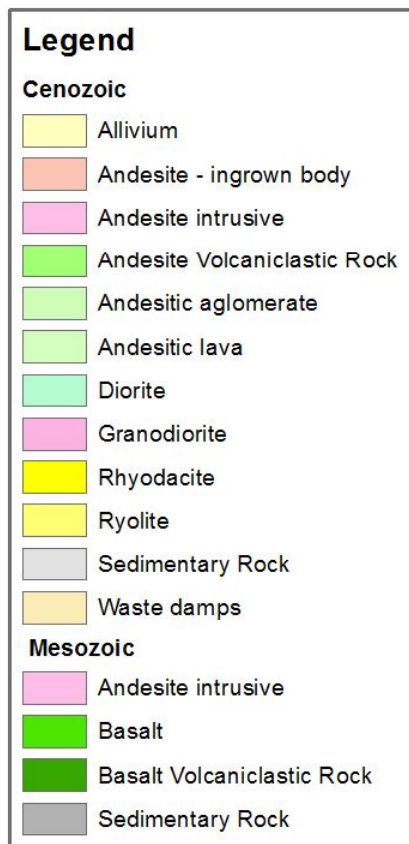 Legend
Cenozoic
Allivium
Andesite - ingrown body
Andesite intrusive
Andesite Volcaniclastic Rock
Andesitic aglomerate
Andesitic lava
Diorite
Granodiorite
Rhyodacite
Ryolite
Sedimentary Rock
Waste damps
Mesozoic
Andesite intrusive
Basalt
Basalt Volcaniclastic Rock
Sedimentary Rock